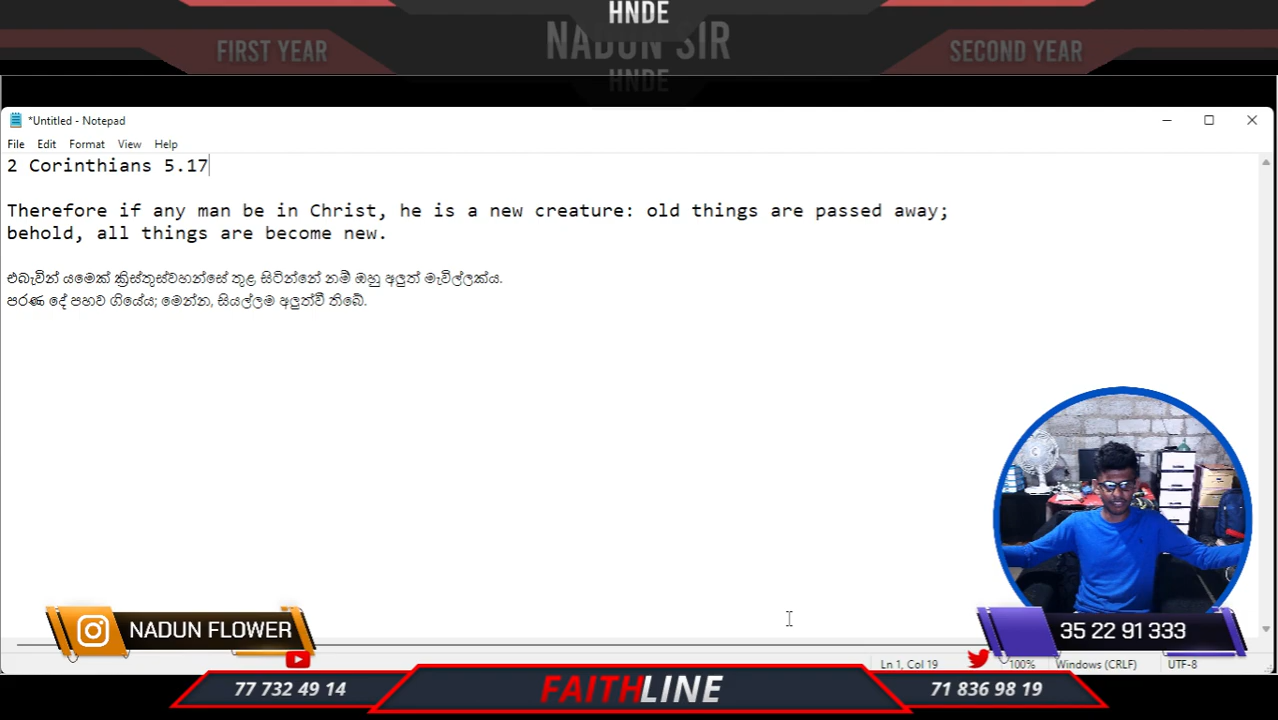 HNDE
FIRST YEAR
NADUN SIR
SECOND YEAR
HNDE
*Untitled - Notepad
File Edit Format View Help
2 Corinthians 5.17
Therefore if any man be in Christ, he is a new creature: old things are passed away;
behold, all things are become new.
එබැවින් යමෙක් ක්‍රිස්තුස්වහන්සේ තුළ සිටින්නේ නම් ඔහු අලුත් මැවිල්ලක්ය.
පරණ දේ පහව ගියේය; මෙන්න, සියල්ලම අලුත්වී තිබේ.
NADUN FLOWER
35 22 91 333
Ln 1, Col 19
100%
Windows (CRLF)
UTF-8
77 732 49 14
FAITHLINE
71 836 98 19